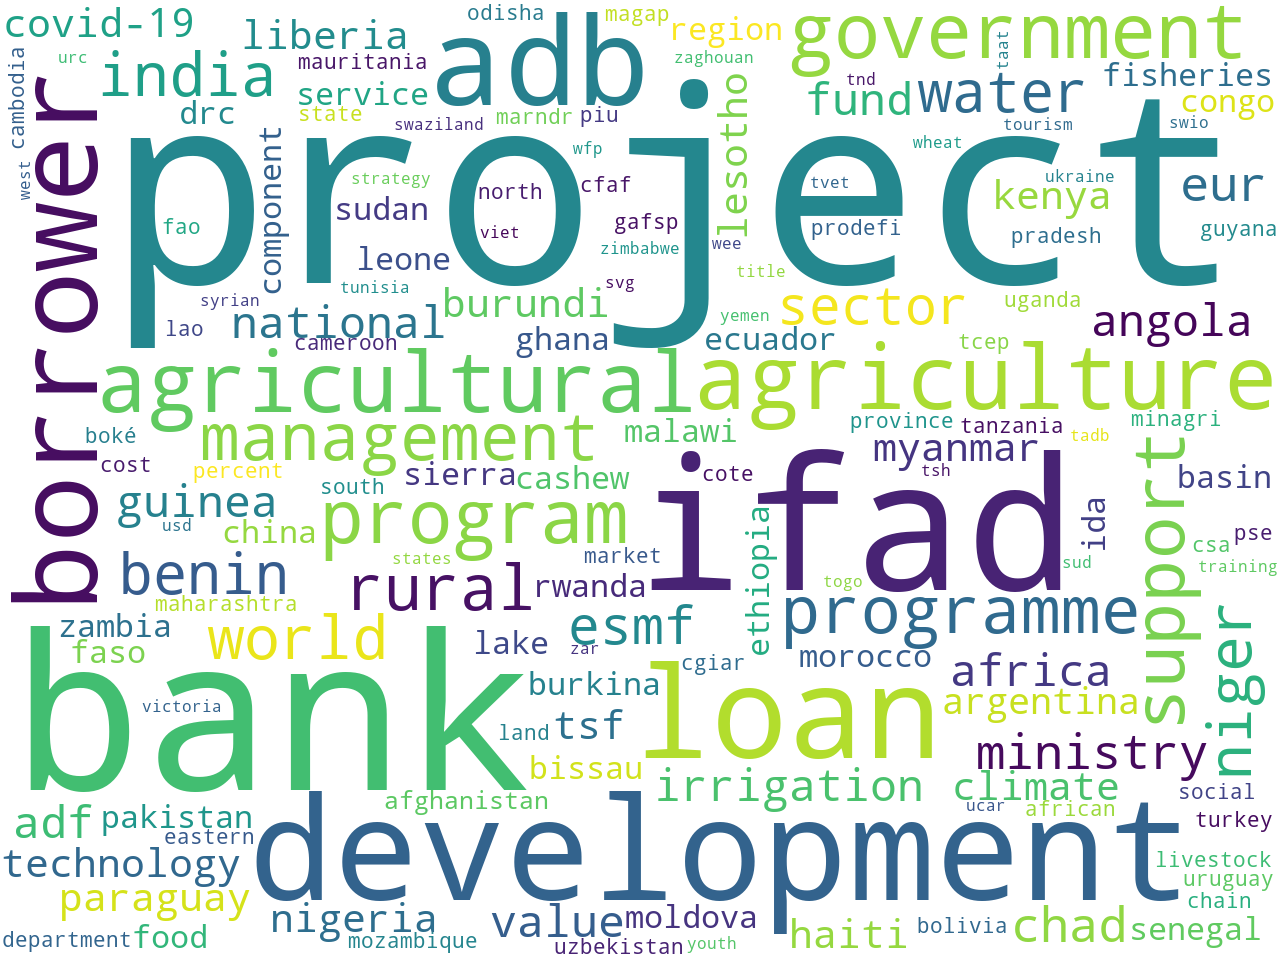 covid-19
odisha
magap
government
urc
liberia
adb
region
taat
cambodia
india
mauritania
zaghouan
fisheries
borrower
service
tnd
fund
water
congo
drc
state
swaziland
marndr
piu
lesotho
tourism
swio
project
wfp
wheat
west
component
strategy
north
cfaf
tvet
ukraine
kenya
eur
fao
sudan
viet
gafsp
zimbabwe
wee
prodefi
pradesh
guyana
leone
syrian
tunisia
svg
title
lao
national
burundi
yemen
sector
uganda
angola
cameroon
ghana
ecuador
tcep
agricultural
agriculture
boké
management
malawi
province
tanzania
tadb
minagri
cost
percent
sierra
cashew
cote
myanmar
tsh
support
basin
guinea
south
ifad
usd
china
program
ethiopia
ida
csa
pse
benin
states
market
sud
training
maharashtra
rural
rwanda
togo
programme
zambia
world
esmf
niger
faso
lake
zar
cgiar
morocco
africa
bank
victoria
burkina
loan
argentina
land
tsf
ministry
bissau
irrigation
climate
social
afghanistan
adf
pakistan
development
ucar
african
turkey
eastern
technology
livestock
uruguay
paraguay
chain
nigeria
value
moldova
haiti
bolivia
chad
senegal
department
food
mozambique
uzbekistan
youth